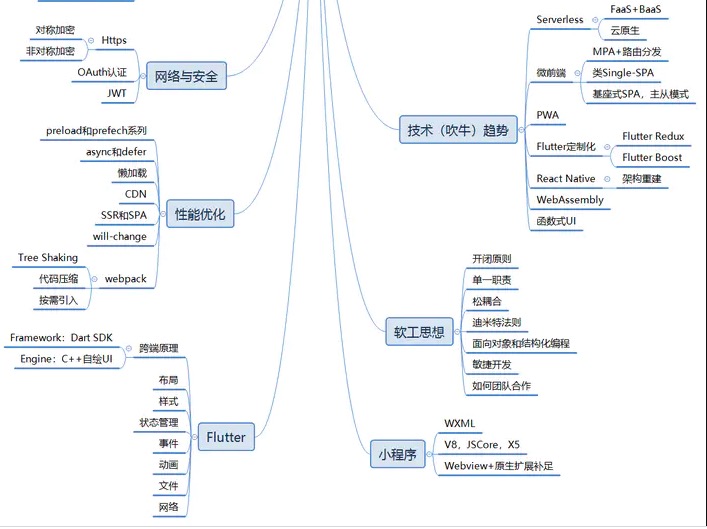 对称加密
非对称加密
Https
OAuth认证
JWT
网络与安全
preload和prefech系列
async和defer
懒加载
CDN
SSR和SPA
will-change
Tree Shaking
代码压缩
按需引入
webpack
性能优化
Framework：Dart SDK
Engine：C++自绘UI
跨端原理
布局
样式
状态管理
事件
动画
文件
网络
Flutter
技术（吹牛）趋势
Serverless
FaaS+BaaS
云原生
微前端
MPA+路由分发
类Single-SPA
基座式SPA，主从模式
PWA
Flutter定制化
Flutter Redux
Flutter Boost
React Native
架构重建
WebAssembly
函数式UI
软工思想
开闭原则
单一职责
松耦合
迪米特法则
面向对象和结构化编程
敏捷开发
如何团队合作
小程序
WXML
V8，JSCore，X5
Webview+原生扩展补足